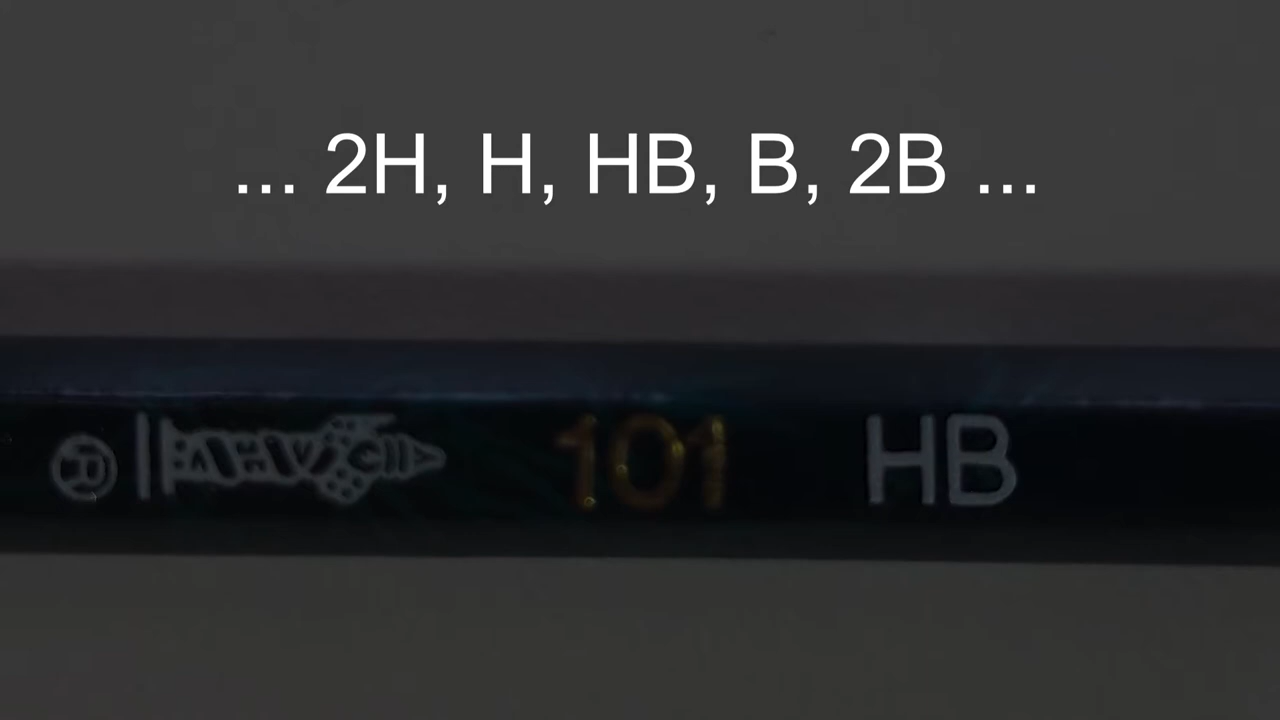 ... 2H, H, HB, B, 2B ...
® 101 HB